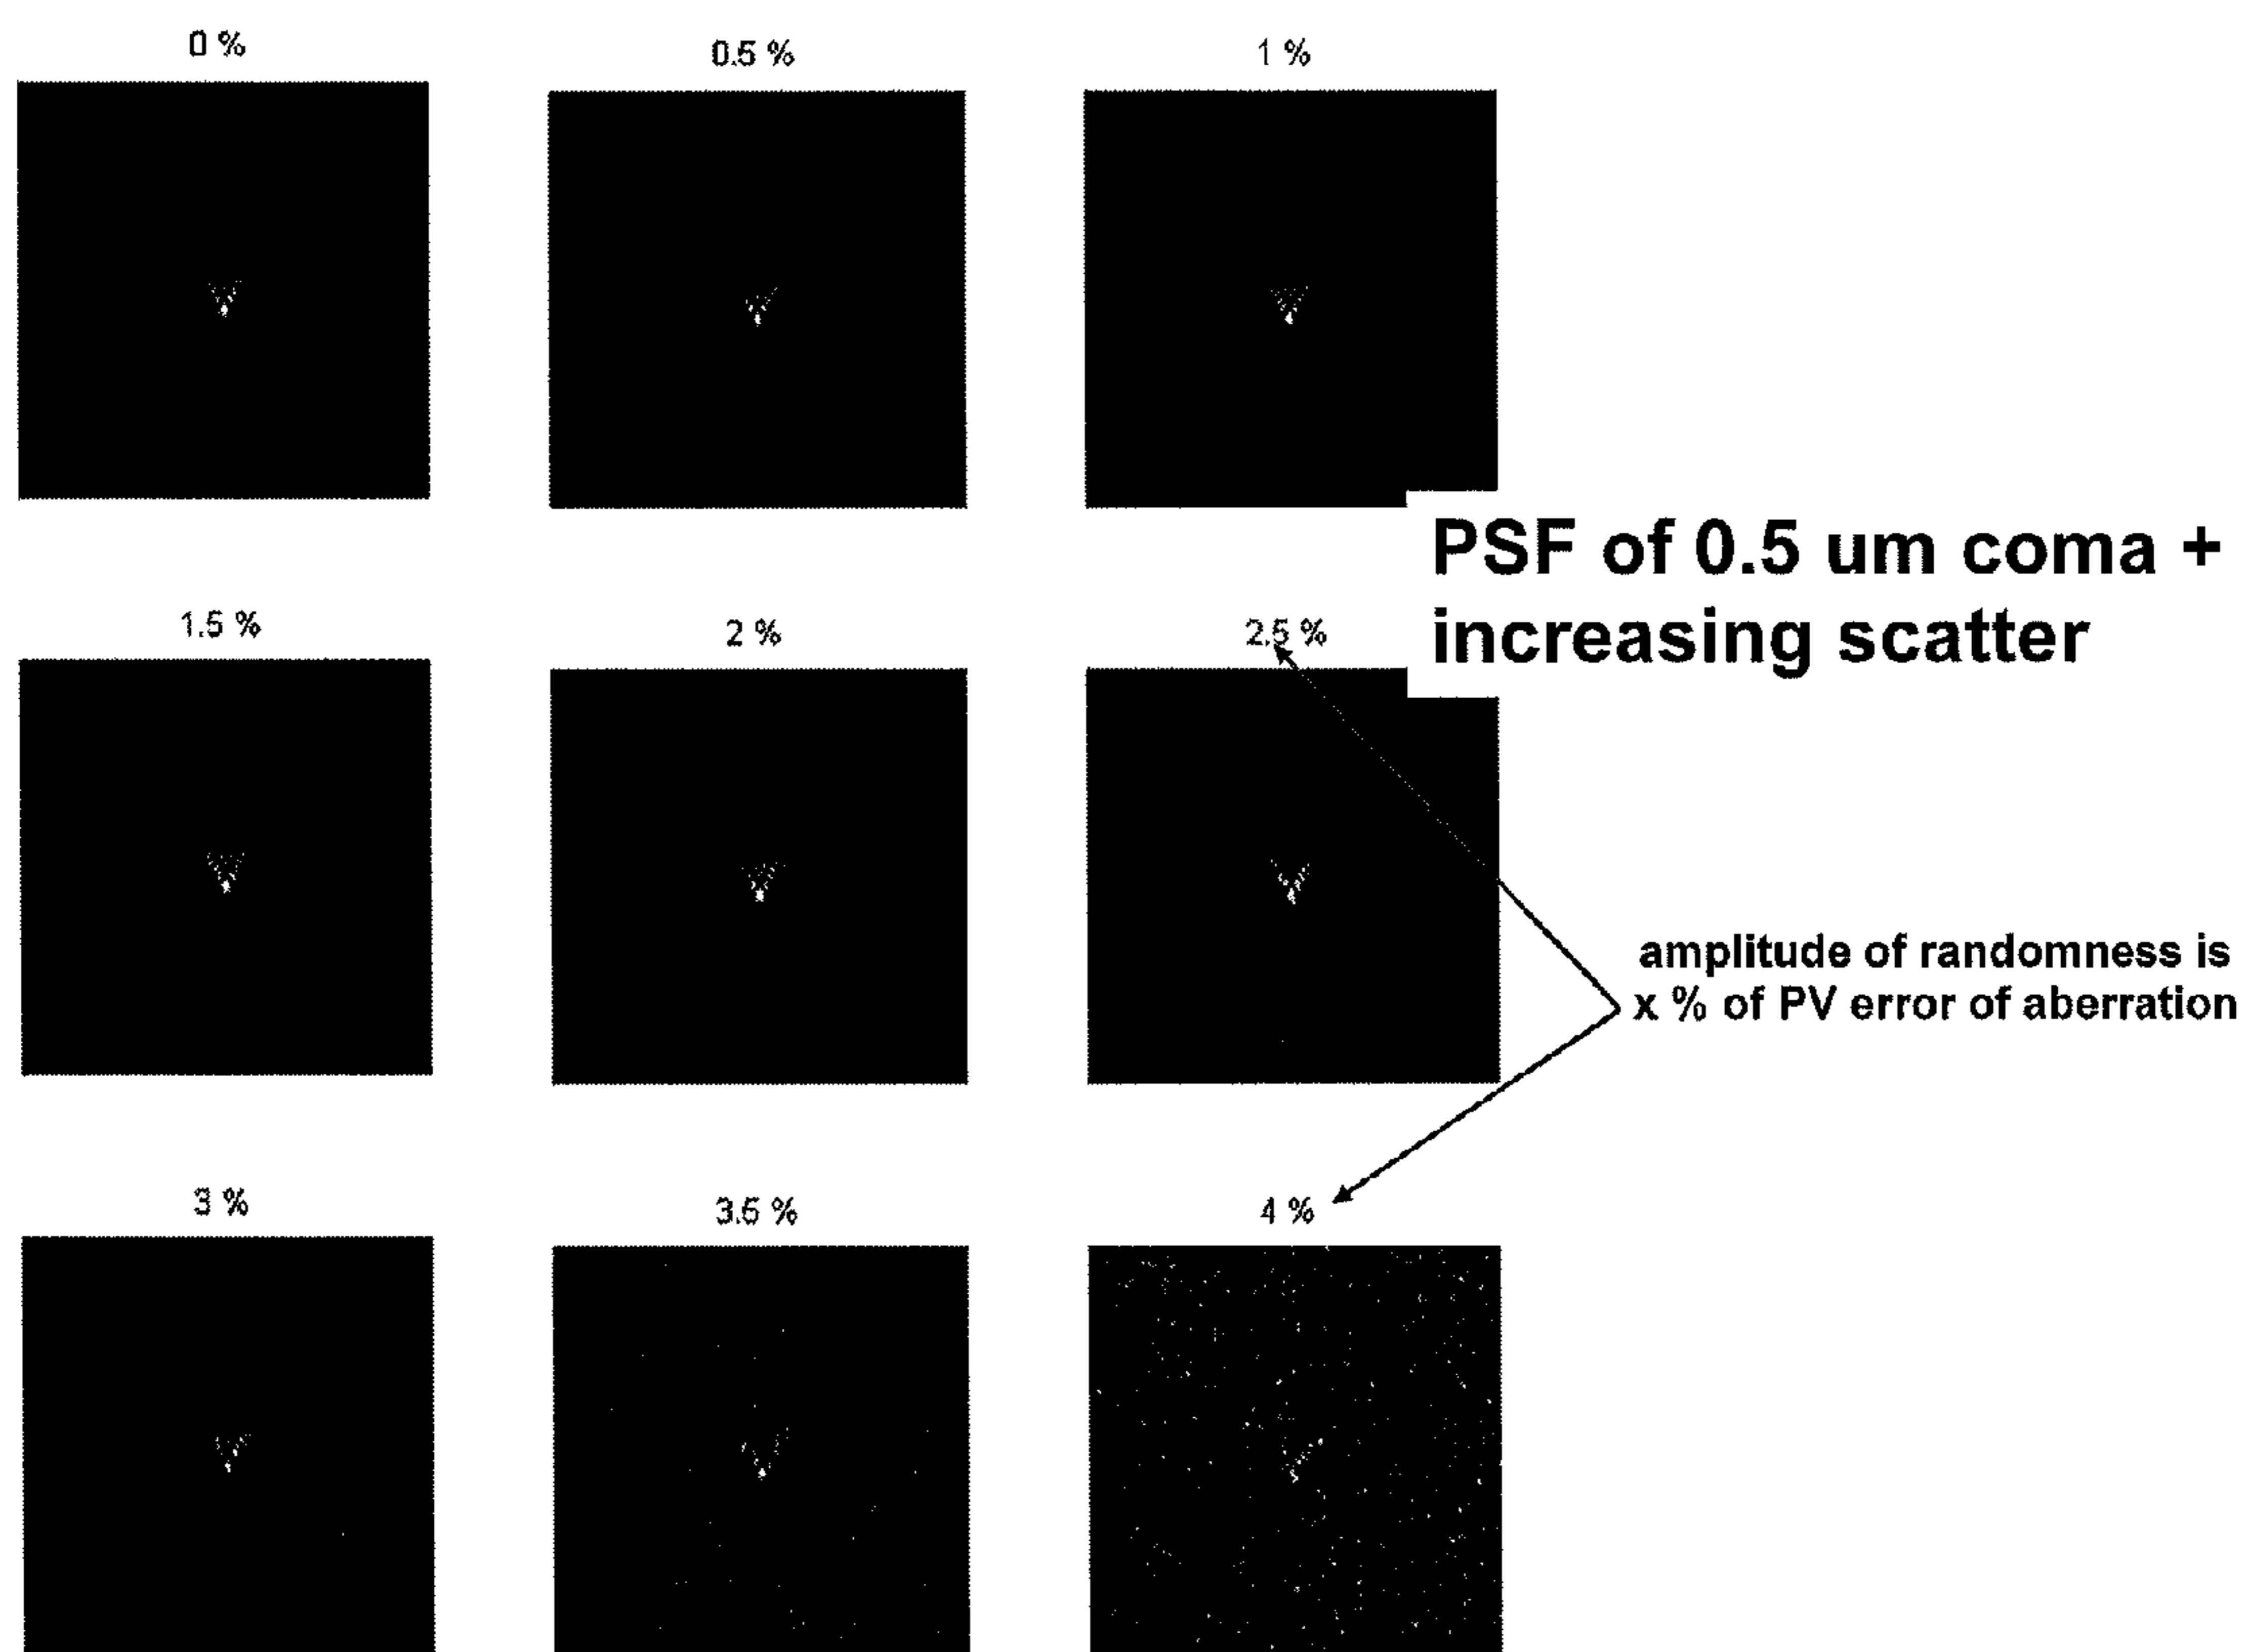 0 %
0.5 %
1 %
PSF of 0.5 um coma +
increasing scatter
1.5 %
2 %
2.5 %
amplitude of randomness is
x % of PV error of aberration
3 %
3.5 %
4 %